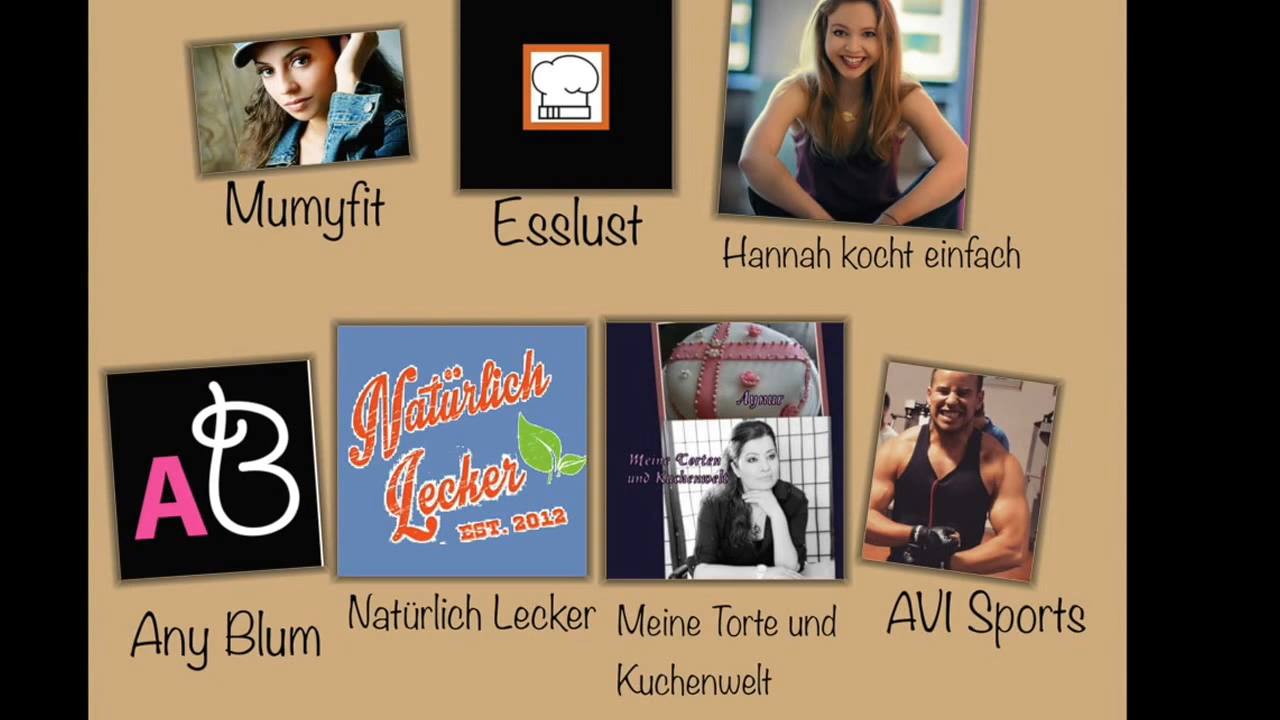 Mumyfit
Esslust
Hannah kocht einfach
AB
Natürlich
Lecker
EST. 2012
Aynur
Meine Torten
und Kuchenwelt
Any Blum
Natürlich Lecker
Meine Torte und
Kuchenwelt
AVI Sports